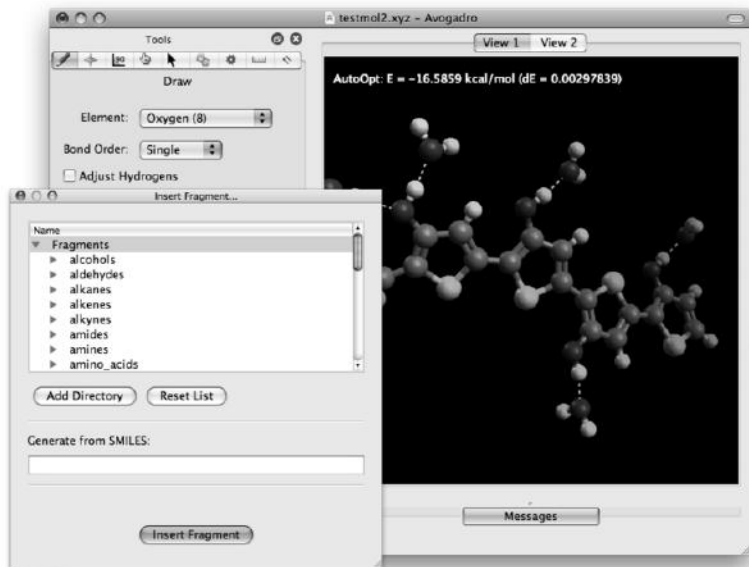 testmol2.xyz - Avogadro
Tools
Draw
Element: Oxygen (8)
Bond Order: Single
Adjust Hydrogens
View 1 View 2
AutoOpt: E = -16.5859 kcal/mol (dE = 0.00297839)
Insert Fragment...
Name
Fragments
alcohols
aldehydes
alkanes
alkenes
alkynes
amides
amines
amino_acids
Add Directory Reset List
Generate from SMILES:
Insert Fragment
Messages